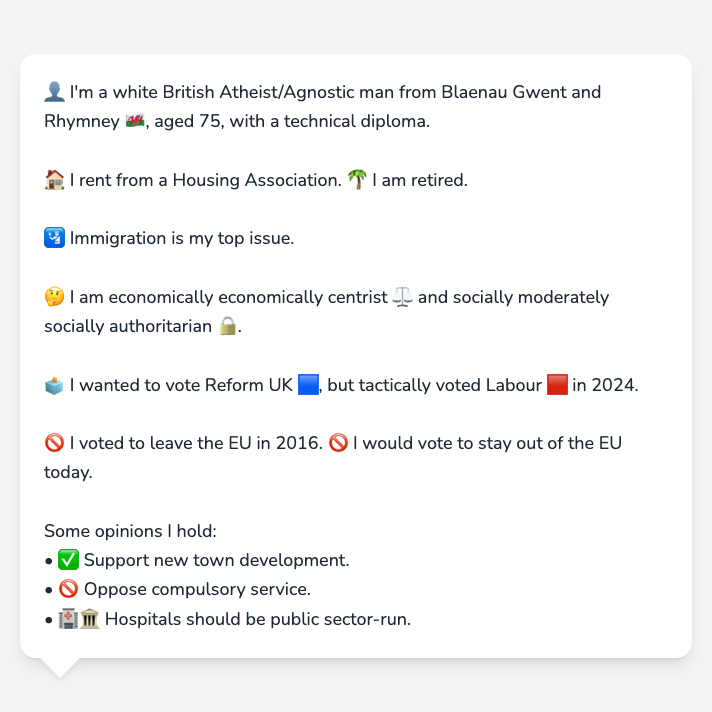 👤 I'm a white British Atheist/Agnostic man from Blaenau Gwent and
Rhymney 🏴󠁧󠁢󠁷󠁬󠁳󠁿, aged 75, with a technical diploma.
🏠 I rent from a Housing Association. 🌴 I am retired.
🛂 Immigration is my top issue.
🤔 I am economically economically centrist ⚖️ and socially moderately
socially authoritarian 🔒.
🗳️ I wanted to vote Reform UK 🟦, but tactically voted Labour 🟥 in 2024.
🚫 I voted to leave the EU in 2016. 🚫 I would vote to stay out of the EU
today.
Some opinions I hold:
• ✅ Support new town development.
• 🚫 Oppose compulsory service.
• 🏥🏛️ Hospitals should be public sector-run.